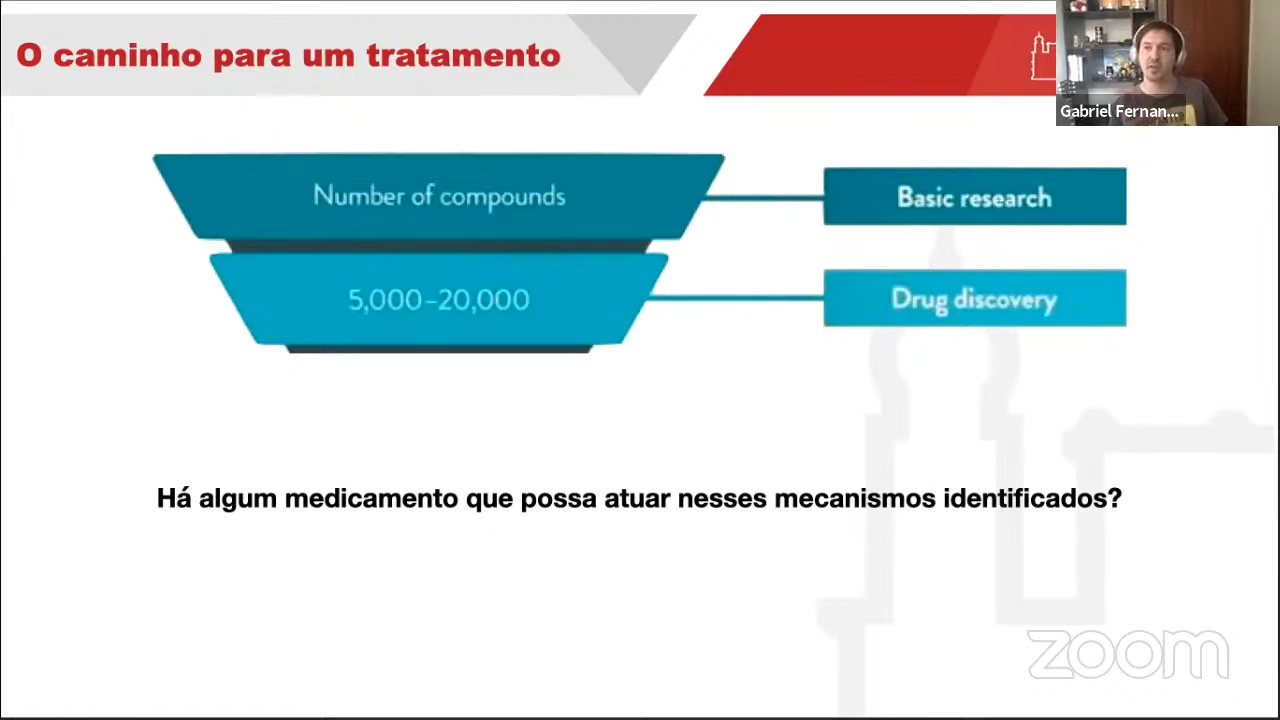 O caminho para um tratamento
Gabriel Fernan...
Number of compounds
Basic research
5,000–20,000
Drug discovery
Há algum medicamento que possa atuar nesses mecanismos identificados?
zoom